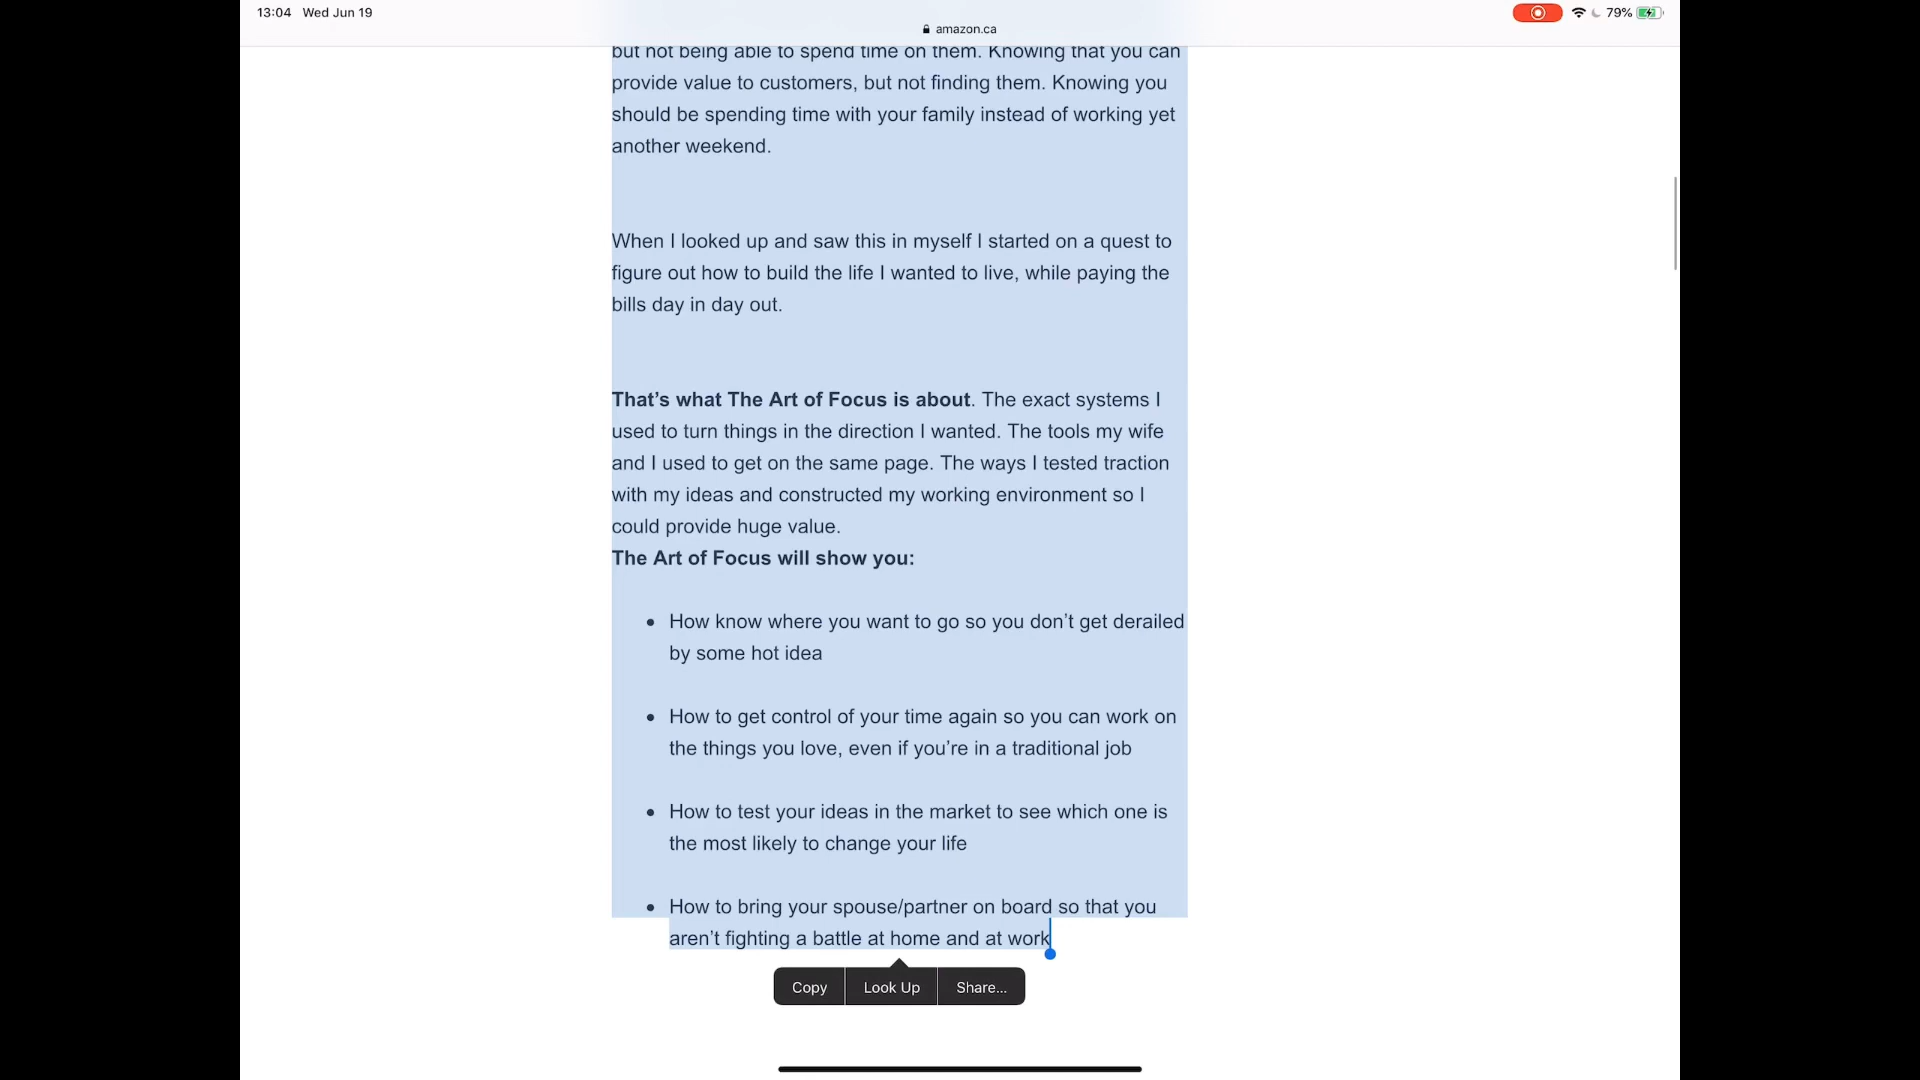 13:04 Wed Jun 19
79%
amazon.ca
but not being able to spend time on them. Knowing that you can
provide value to customers, but not finding them. Knowing you
should be spending time with your family instead of working yet
another weekend.
When I looked up and saw this in myself I started on a quest to
figure out how to build the life I wanted to live, while paying the
bills day in day out.
That’s what The Art of Focus is about. The exact systems I
used to turn things in the direction I wanted. The tools my wife
and I used to get on the same page. The ways I tested traction
with my ideas and constructed my working environment so I
could provide huge value.
The Art of Focus will show you:
• How know where you want to go so you don’t get derailed
by some hot idea
• How to get control of your time again so you can work on
the things you love, even if you’re in a traditional job
• How to test your ideas in the market to see which one is
the most likely to change your life
• How to bring your spouse/partner on board so that you
aren’t fighting a battle at home and at work
Copy Look Up Share...